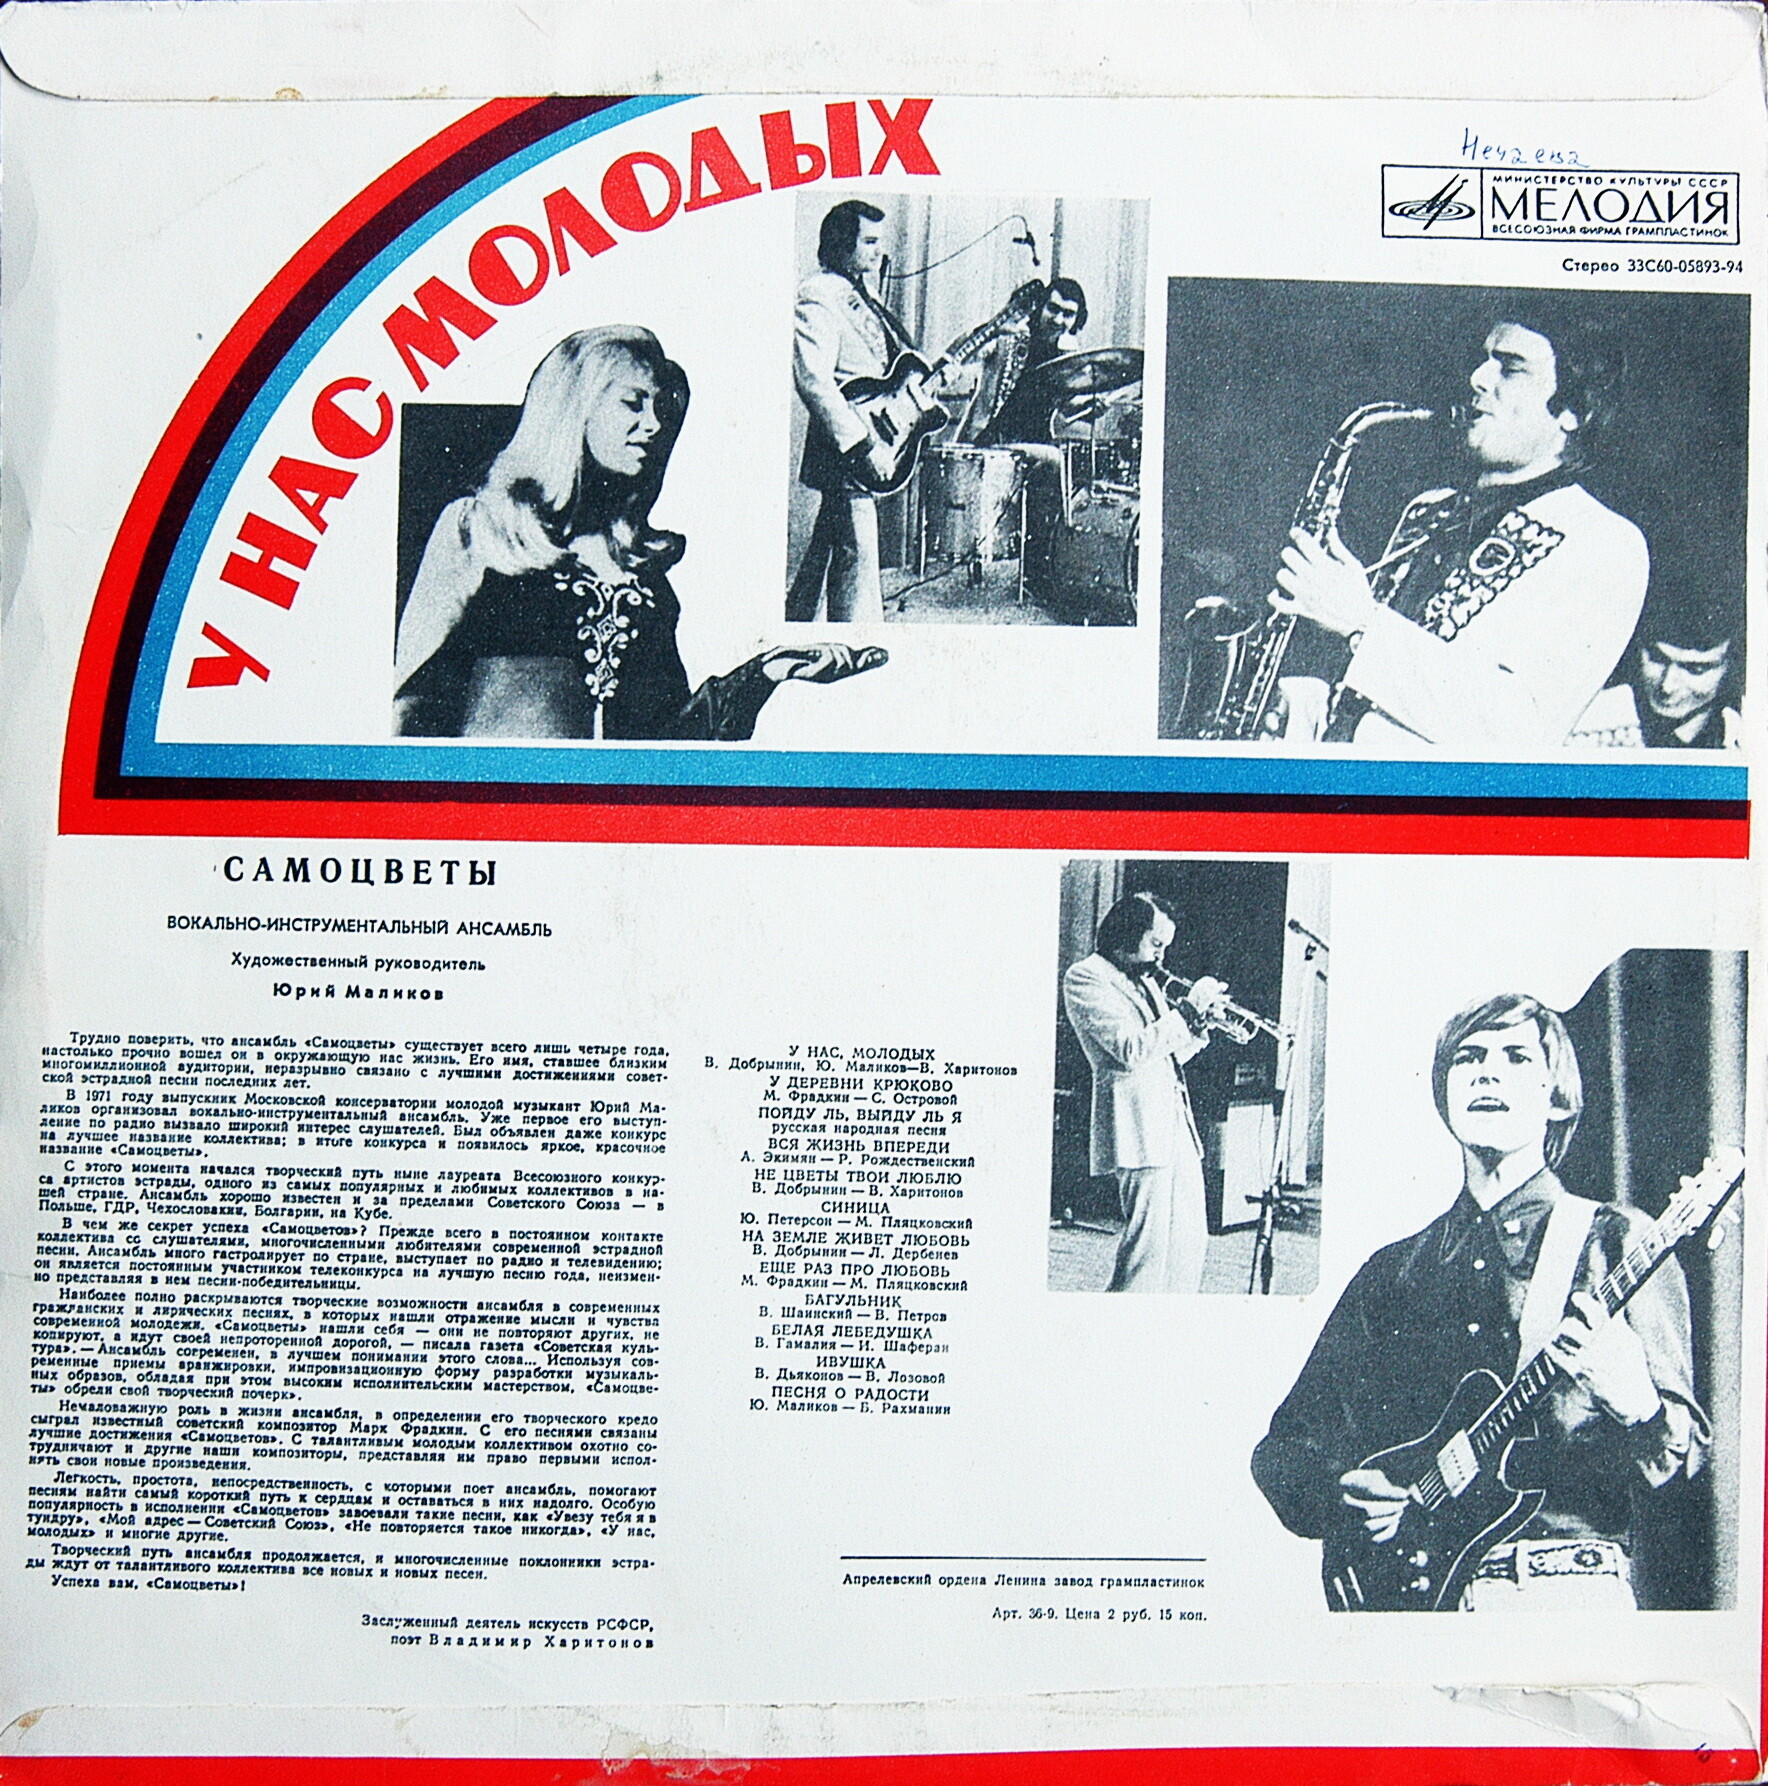 У НАС МОЛОДЫХ
Нечаева
МИНИСТЕРСТВО КУЛЬТУРЫ СССР
МЕЛОДИЯ
ВСЕСОЮЗНАЯ ФИРМА ГРАМПЛАСТИНОК
Стерео 33С60-05893-94
САМОЦВЕТЫ
ВОКАЛЬНО-ИНСТРУМЕНТАЛЬНЫЙ АНСАМБЛЬ
Художественный руководитель
Юрий Маликов
Трудно поверить, что ансамбль «Самоцветы» существует всего лишь четыре года,
настолько прочно вошел он в окружающую нас жизнь. Его имя, ставшее близким
многомиллионной аудитории, неразрывно связано с лучшими достижениями совет-
ской эстрадной песни последних лет.
В 1971 году выпускник Московской консерватории молодой музыкант Юрий Ма-
ликов организовал вокально-инструментальный ансамбль. Уже первое его выступ-
ление по радио вызвало широкий интерес слушателей. Был объявлен даже конкурс
на лучшее название коллектива; в итоге конкурса и появилось яркое, красочное
название «Самоцветы».
С этого момента начался творческий путь ныне лауреата Всесоюзного конкур-
са артистов эстрады, одного из самых популярных и любимых коллективов в на-
шей стране. Ансамбль хорошо известен и за пределами Советского Союза — в
Польше, ГДР, Чехословакии, Болгарии, на Кубе.
В чем же секрет успеха «Самоцветов»? Прежде всего в постоянном контакте
коллектива со слушателями, многочисленными любителями современной эстрадной
песни. Ансамбль много гастролирует по стране, выступает по радио и телевидению;
он является постоянным участником телеконкурса на лучшую песню года, неизмен-
но представляя в нем песни-победительницы.
Наиболее полно раскрываются творческие возможности ансамбля в современных
гражданских и лирических песнях, в которых нашли отражение мысли и чувства
современной молодежи. «Самоцветы» нашли себя — они не повторяют других, не
копируют, а идут своей непроторенной дорогой, — писала газета «Советская куль-
тура». — Ансамбль современен, в лучшем понимании этого слова... Используя сов-
ременные приемы аранжировки, импровизационную форму разработки музыкаль-
ных образов, обладая при этом высоким исполнительским мастерством, «Самоцве-
ты» обрели свой творческий почерк».
Немаловажную роль в жизни ансамбля, в определении его творческого кредо
сыграл известный советский композитор Марк Фрадкин. С его песнями связаны
лучшие достижения «Самоцветов». С талантливым молодым коллективом охотно со-
трудничают и другие наши композиторы, представляя им право первыми испол-
нять свои новые произведения.
Легкость, простота, непосредственность, с которыми поет ансамбль, помогают
песням найти самый короткий путь к сердцам и оставаться в них надолго. Особую
популярность в исполнении «Самоцветов» завоевали такие песни, как «Увезу тебя я в
тундру», «Мой адрес — Советский Союз», «Не повторяется такое никогда», «У нас,
молодых» и многие другие.
Творческий путь ансамбля продолжается, и многочисленные поклонники эстра-
ды ждут от талантливого коллектива все новых и новых песен.
Успеха вам, «Самоцветы»!
Заслуженный деятель искусств РСФСР,
поэт Владимир Харитонов
У НАС, МОЛОДЫХ
В. Добрынин, Ю. Маликов—В. Харитонов
У ДЕРЕВНИ КРЮКОВО
М. Фрадкин — С. Островой
ПОЙДУ ЛЬ, ВЫЙДУ ЛЬ Я
русская народная песня
ВСЯ ЖИЗНЬ ВПЕРЕДИ
А. Экимян — Р. Рождественский
НЕ ЦВЕТЫ ТВОИ ЛЮБЛЮ
В. Добрынин — В. Харитонов
СИНИЦА
Ю. Петерсон — М. Пляцковский
НА ЗЕМЛЕ ЖИВЕТ ЛЮБОВЬ
В. Добрынин — Л. Дербенев
ЕЩЕ РАЗ ПРО ЛЮБОВЬ
М. Фрадкин — М. Пляцковский
БАГУЛЬНИК
В. Шаинский — В. Петров
БЕЛАЯ ЛЕБЕДУШКА
В. Гамалия — И. Шаферан
ИВУШКА
В. Дьяконов — В. Лозовой
ПЕСНЯ О РАДОСТИ
Ю. Маликов — Б. Рахманин
Апрелевский ордена Ленина завод грампластинок
Арт. 36-9. Цена 2 руб. 15 коп.